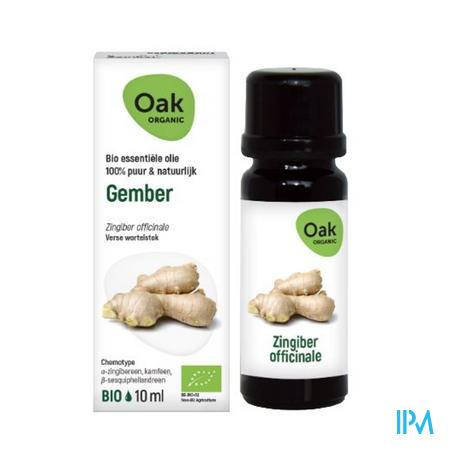 Oak
ORGANIC
Bio essentiële olie
100% puur & natuurlijk
Gember
Zingiber officinale
Verse wortelstok
Chemotype
α-zingibereen, kamfeen,
β-sesquiphellandreen
BIO 10 ml
Oak
ORGANIC
Zingiber
officinale
IPM